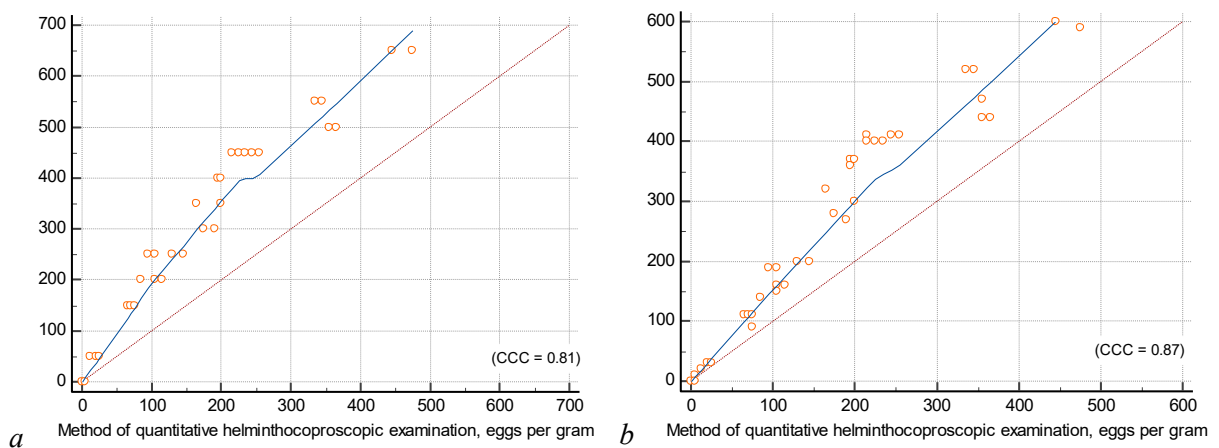 700
600
500
400
300
200
100
0
(CCC = 0.81)
0 100 200 300 400 500 600 700
a Method of quantitative helminthocoproscopic examination, eggs per gram
600
500
400
300
200
100
0
(CCC = 0.87)
0 100 200 300 400 500 600
b Method of quantitative helminthocoproscopic examination, eggs per gram